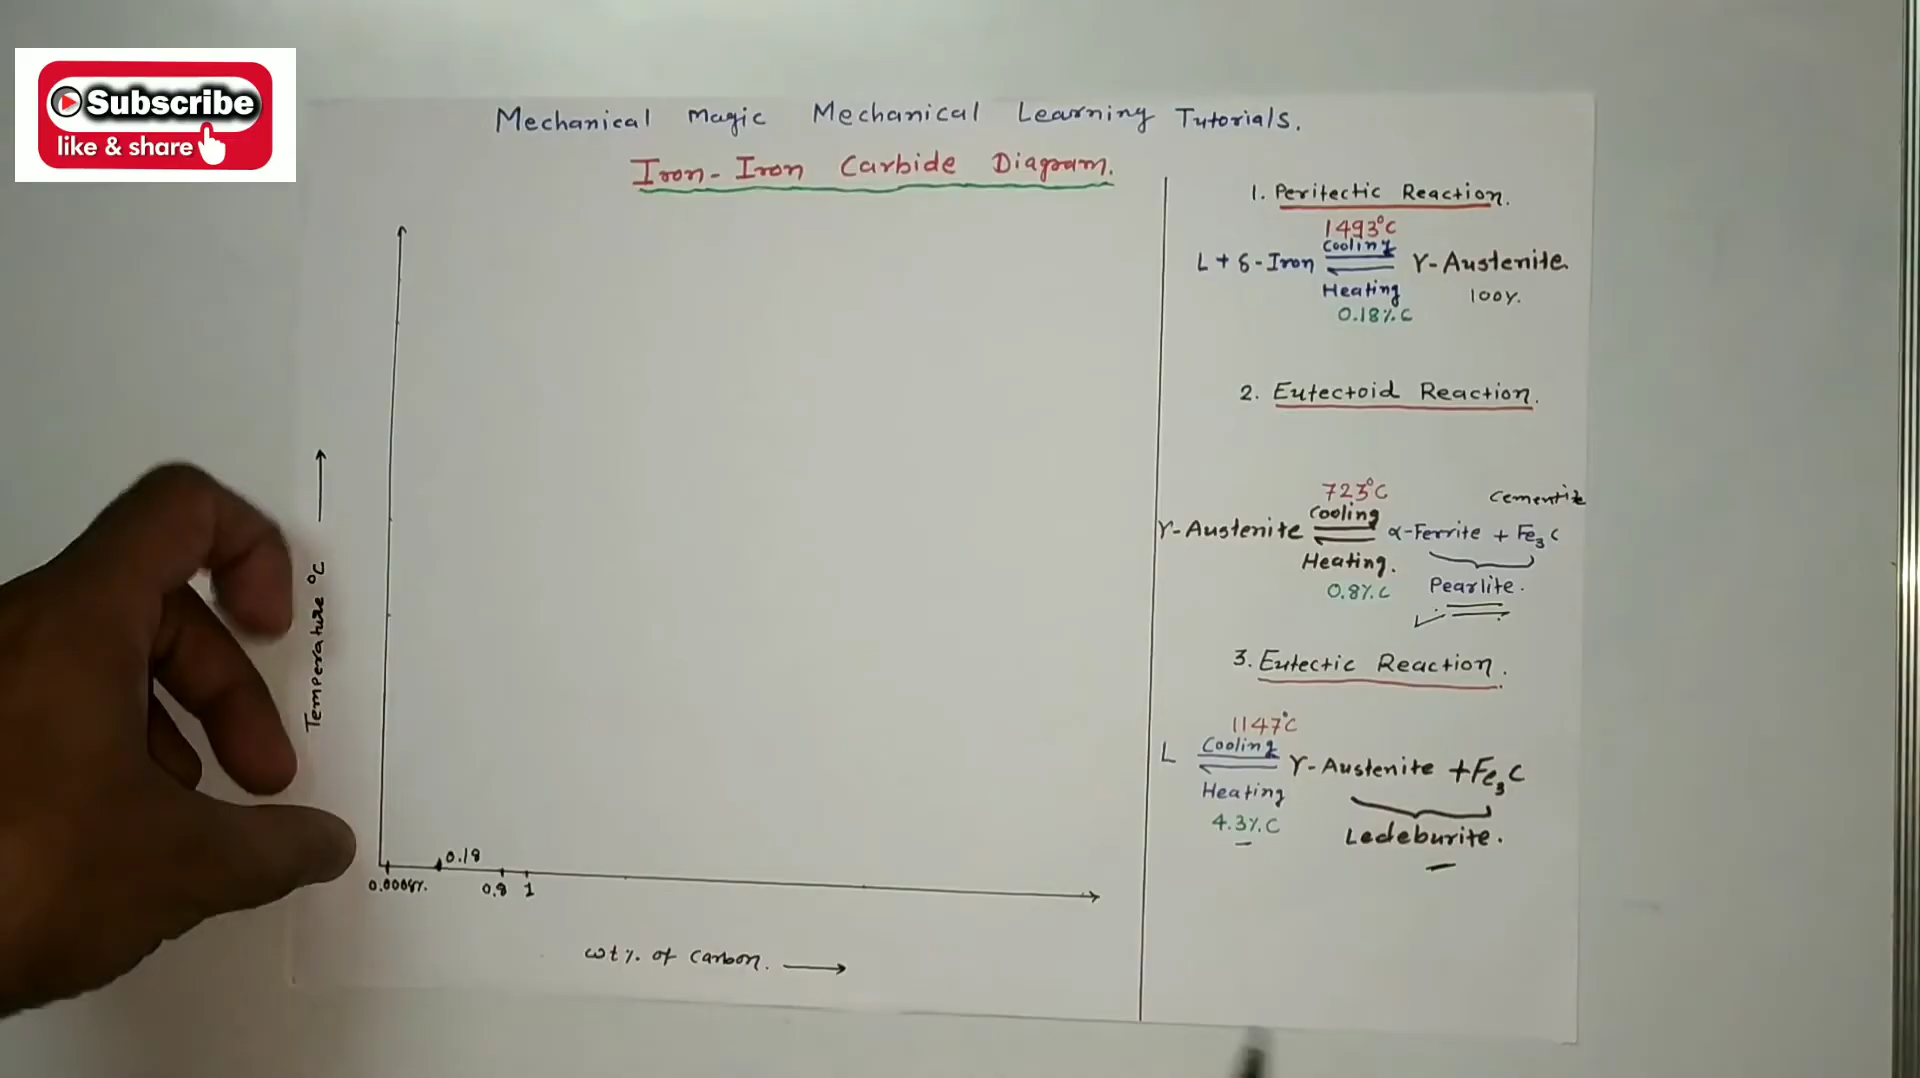 Subscribe
like & share
Mechanical Magic Mechanical Learning Tutorials.
Iron-Iron Carbide Diagram.
Temperature °C
0.18
0.0008%.
0.8 1
wt%. of carbon.
1. Peritectic Reaction.
1493°C
Cooling
L + δ-Iron ⇌ γ-Austenite
Heating
100%.
0.18%.C
2. Eutectoid Reaction.
723°C
Cementite
Cooling
γ-Austenite ⇌ α-Ferrite + Fe3C
Heating.
0.8%.C
Pearlite.
3. Eutectic Reaction.
1147°C
Cooling
L ⇌ γ-Austenite + Fe3C
Heating
4.3%.C
Ledeburite.